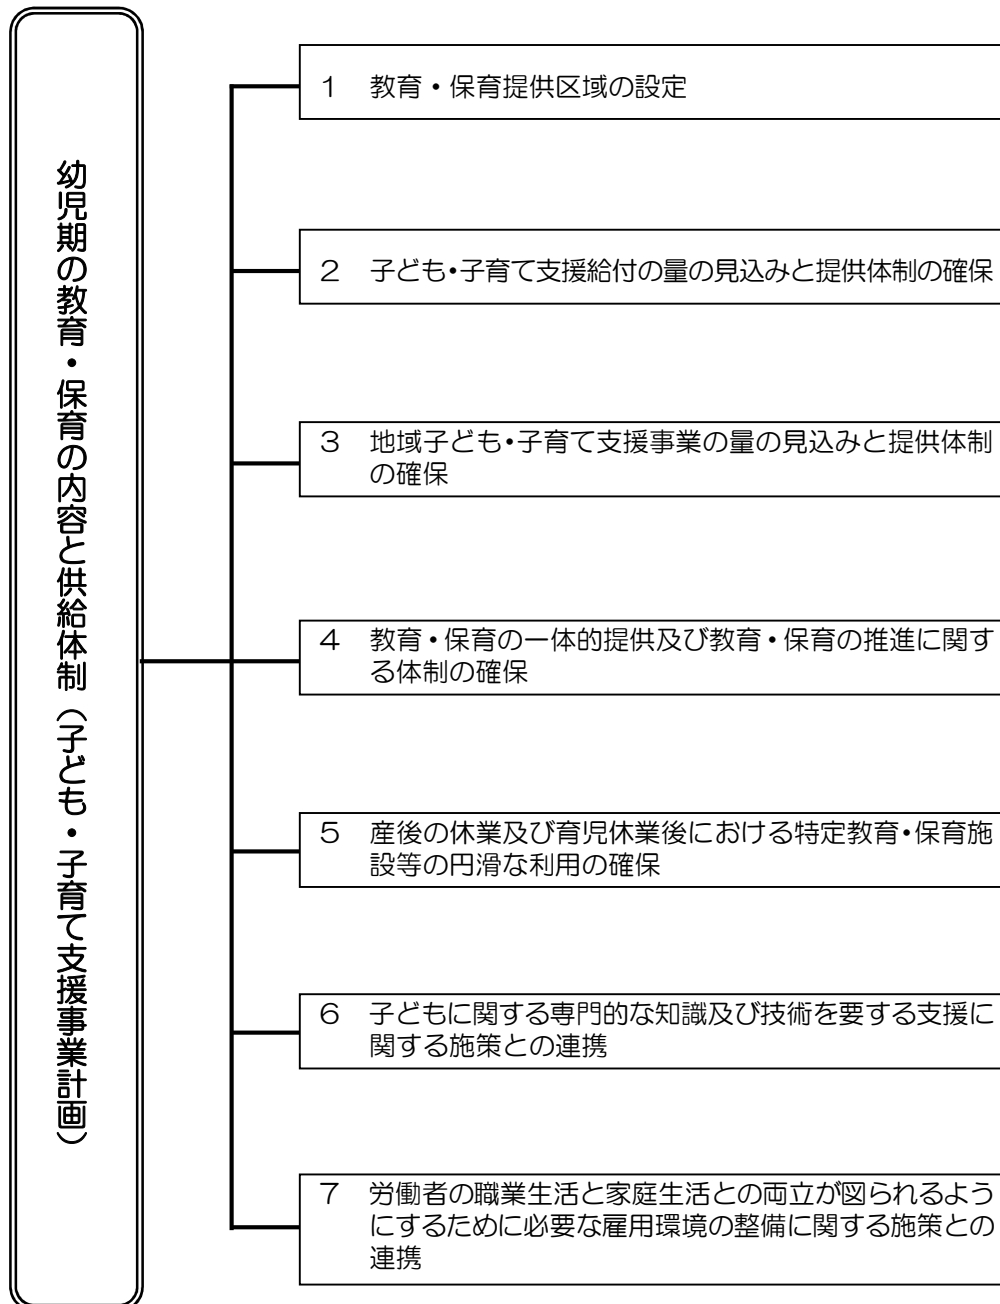 幼児期の教育・保育の内容と供給体制（子ども・子育て支援事業計画）
１　教育・保育提供区域の設定
２　子ども・子育て支援給付の量の見込みと提供体制の確保
３　地域子ども・子育て支援事業の量の見込みと提供体制
の確保
４　教育・保育の一体的提供及び教育・保育の推進に関す
る体制の確保
５　産後の休業及び育児休業後における特定教育・保育施
設等の円滑な利用の確保
６　子どもに関する専門的な知識及び技術を要する支援に
関する施策との連携
７　労働者の職業生活と家庭生活との両立が図られるよう
にするために必要な雇用環境の整備に関する施策との
連携